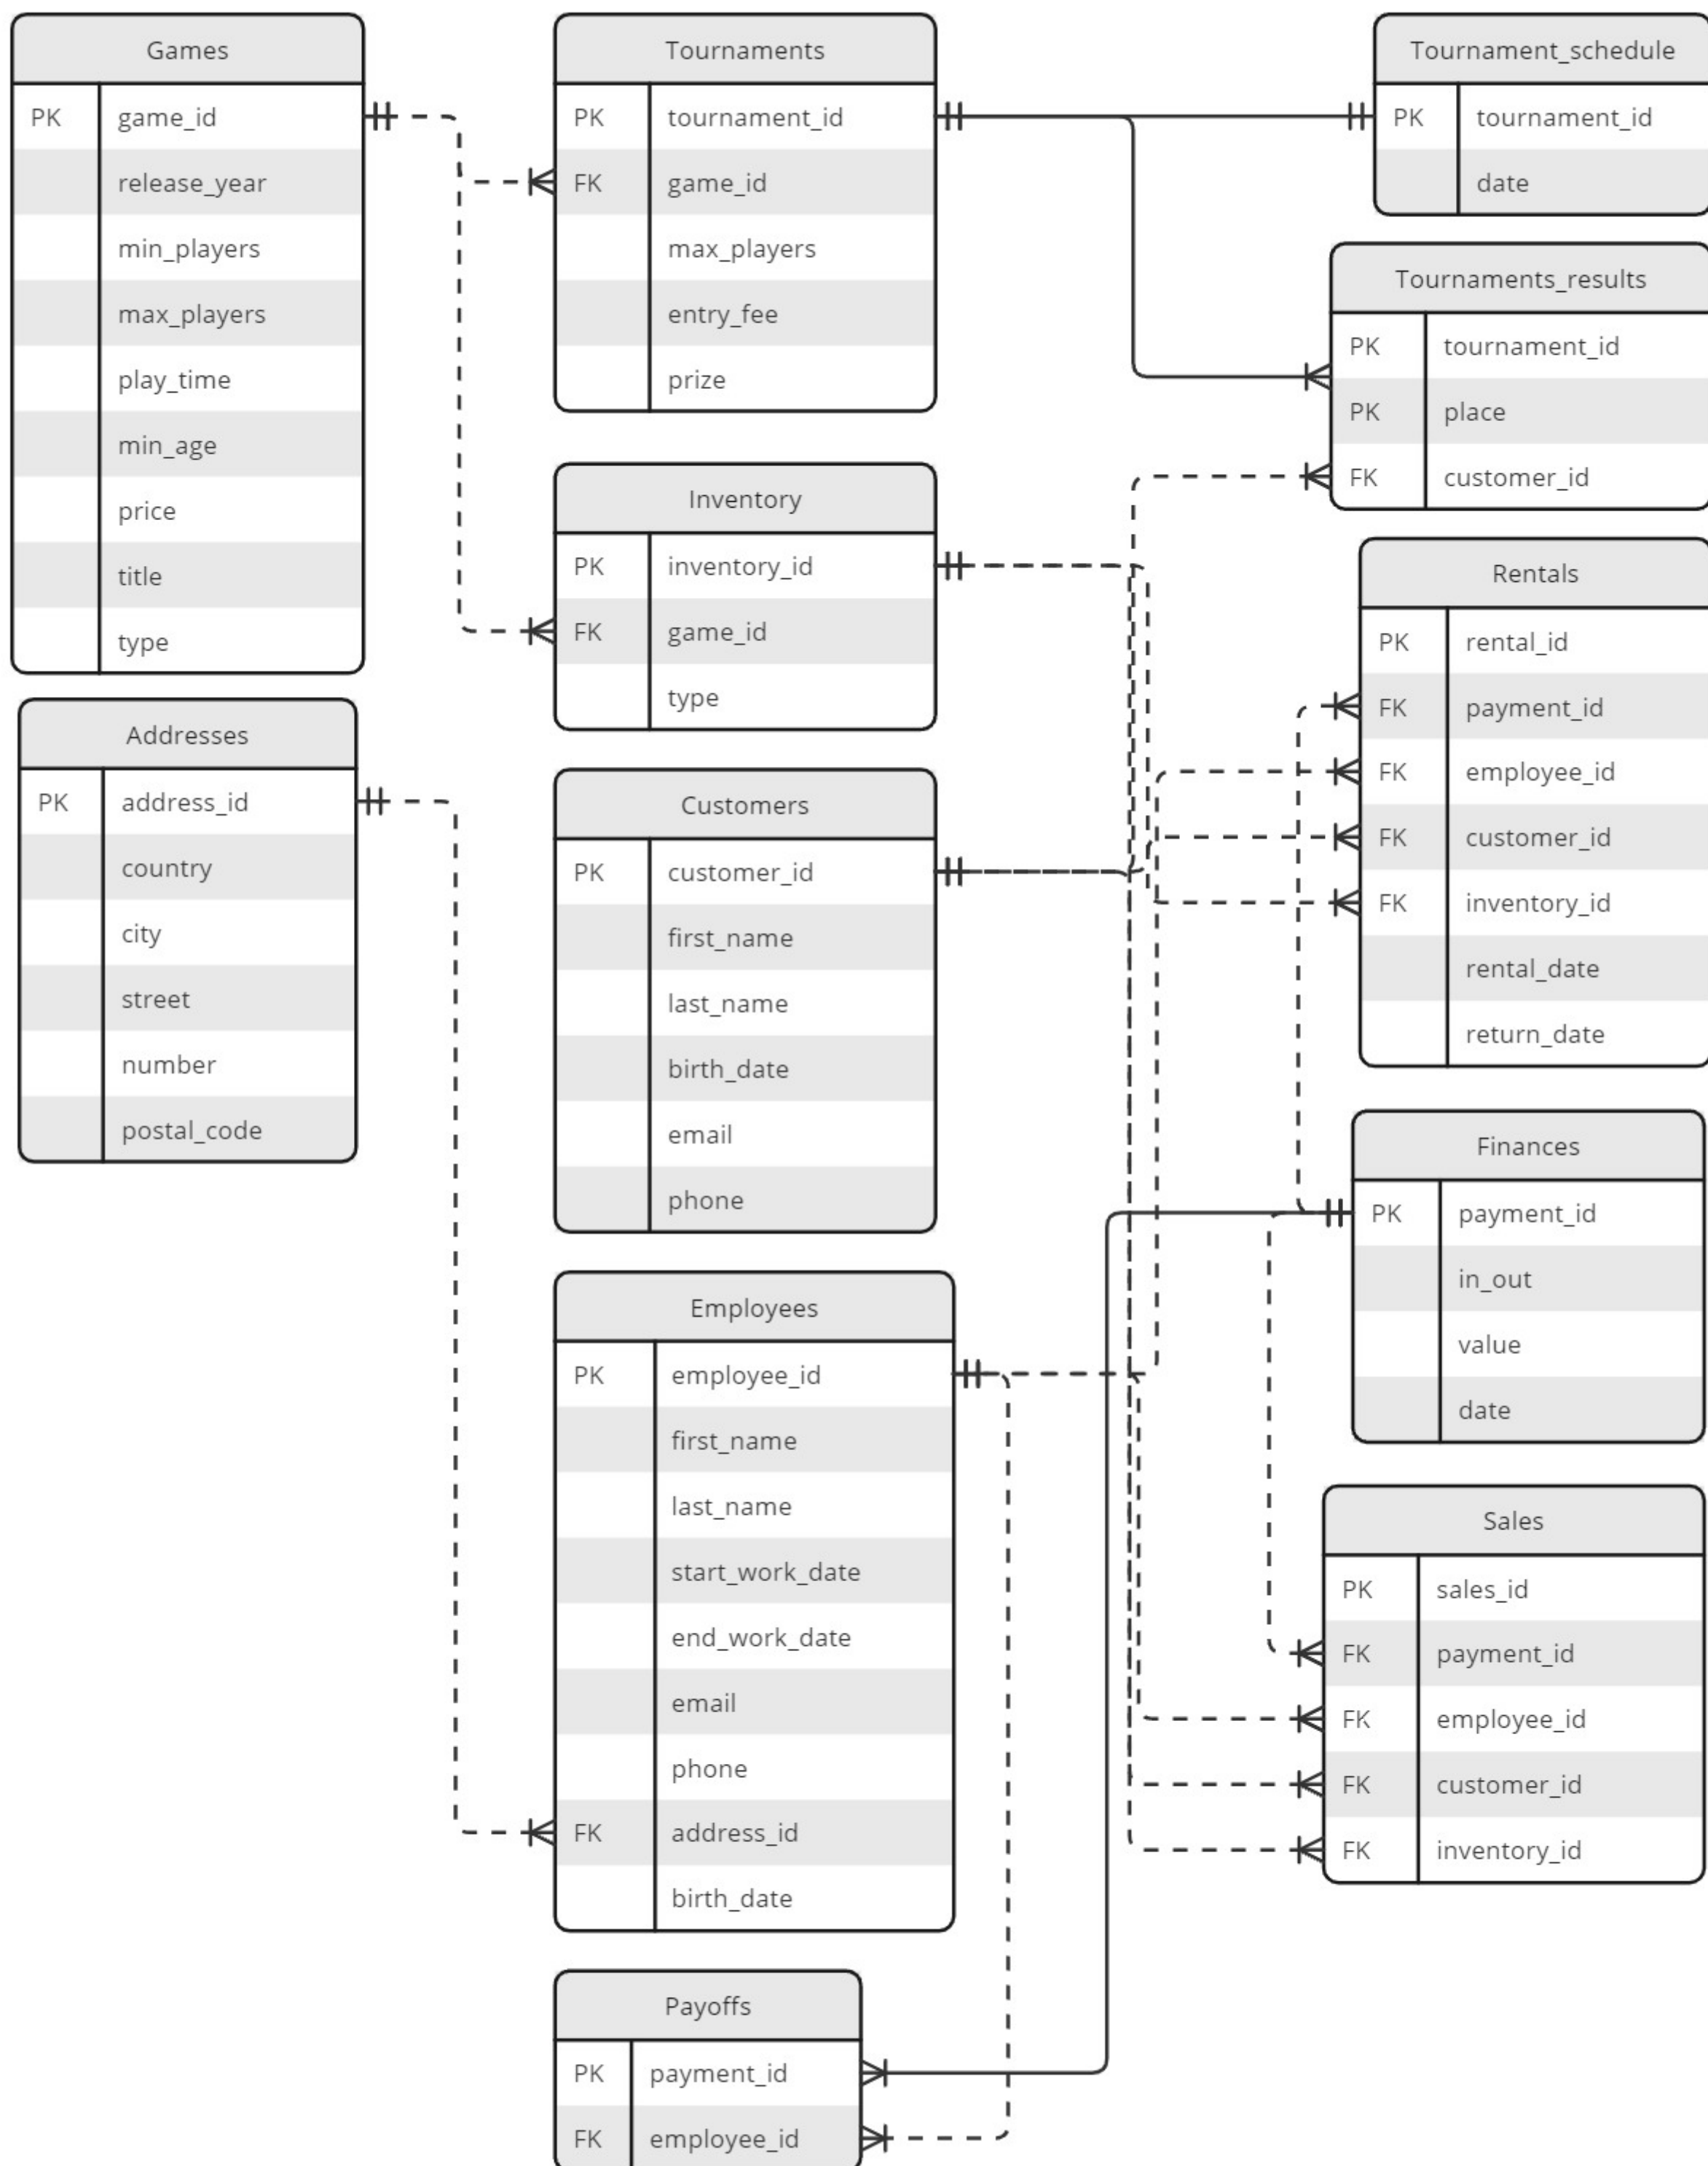 Games
PK game_id
release_year
min_players
max_players
play_time
min_age
price
title
type
Addresses
PK address_id
country
city
street
number
postal_code
Tournaments
PK tournament_id
FK game_id
max_players
entry_fee
prize
Inventory
PK inventory_id
FK game_id
type
Customers
PK customer_id
first_name
last_name
birth_date
email
phone
Employees
PK employee_id
first_name
last_name
start_work_date
end_work_date
email
phone
FK address_id
birth_date
Payoffs
PK payment_id
FK employee_id
Tournament_schedule
PK tournament_id
date
Tournaments_results
PK tournament_id
PK place
FK customer_id
Rentals
PK rental_id
FK payment_id
FK employee_id
FK customer_id
FK inventory_id
rental_date
return_date
Finances
PK payment_id
in_out
value
date
Sales
PK sales_id
FK payment_id
FK employee_id
FK customer_id
FK inventory_id